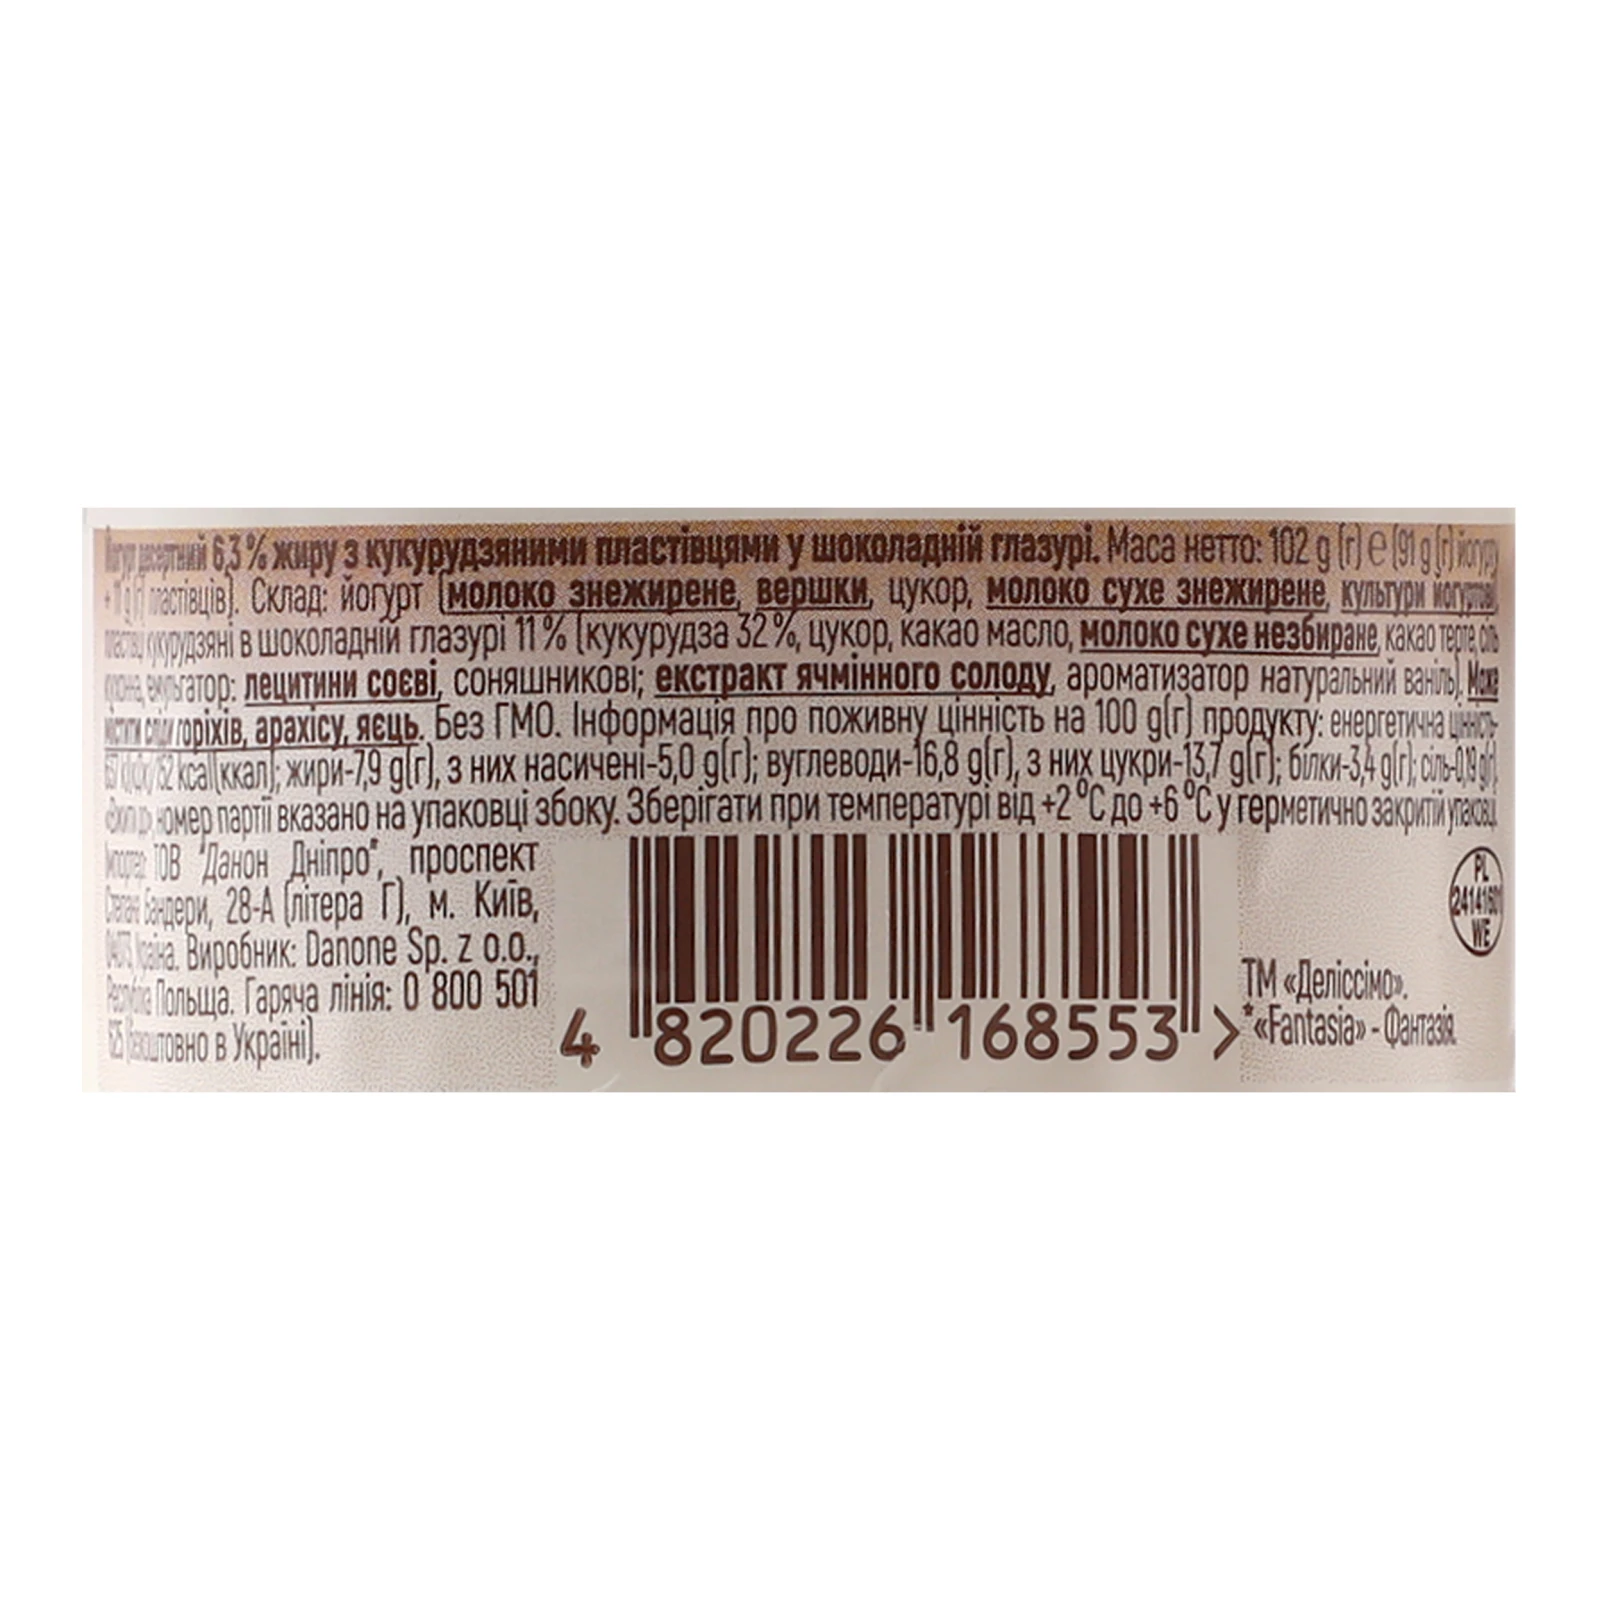 Йогурт десертний 6,3 % жиру з кукурудзяними пластівцями у шоколадній глазурі. Маса нетто: 102 g (г) ℮ (91 g (г) йогурту
+ 11 g (г) пластівців). Склад: йогурт (молоко знежирене, вершки, цукор, молоко сухе знежирене, культури йогуртові),
пластівці кукурудзяні в шоколадній глазурі 11 % (кукурудза 32 %, цукор, какао масло, молоко сухе незбиране, какао терте, сіль
кухонна, емульгатор: лецитини соєві, соняшникові; екстракт ячмінного солоду, ароматизатор натуральний ваніль). Може
містити сліди горіхів, арахісу, яєць. Без ГМО. Інформація про поживну цінність на 100 g(г) продукту: енергетична цінність-
kJ(кДж)/152 kcal(ккал); жири-7,9 g(г), з них насичені-5,0 g(г); вуглеводи-16,8 g(г), з них цукри-13,7 g(г); білки-3,4 g(г); сіль-0,19 g(г).
«Вжити до», номер партії вказано на упаковці збоку. Зберігати при температурі від +2 °С до +6 °С у герметично закритій упаковці.
Імпортер: ТОВ "Данон Дніпро", проспект
Степана Бандери, 28-А (літера Г), м. Київ,
04073, Україна. Виробник: Danone Sp. z o.o.,
Республіка Польща. Гаряча лінія: 0 800 501
625 (безкоштовно в Україні).
4 820226 168553 >
PL
24141601
WE
ТМ «Деліссімо».
*«Fantasia» - Фантазія.